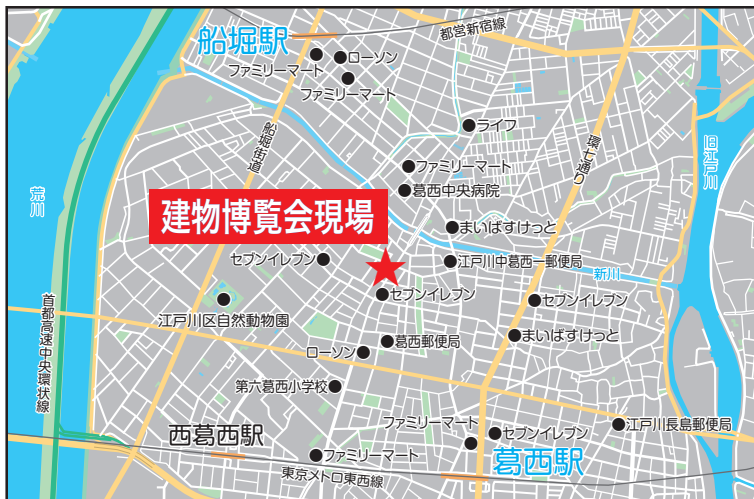 都営新宿線
船堀駅
ローソン
ファミリーマート
ファミリーマート
ライフ
船堀街道
環七通り
旧江戸川
ファミリーマート
葛西中央病院
荒川
建物博覧会現場
まいばすけっと
セブンイレブン
江戸川中葛西一郵便局
新川
セブンイレブン
セブンイレブン
江戸川区自然動物園
首都高速中央環状線
まいばすけっと
葛西郵便局
ローソン
第六葛西小学校
ファミリーマート
江戸川長島郵便局
西葛西駅
セブンイレブン
葛西駅
ファミリーマート
東京メトロ東西線